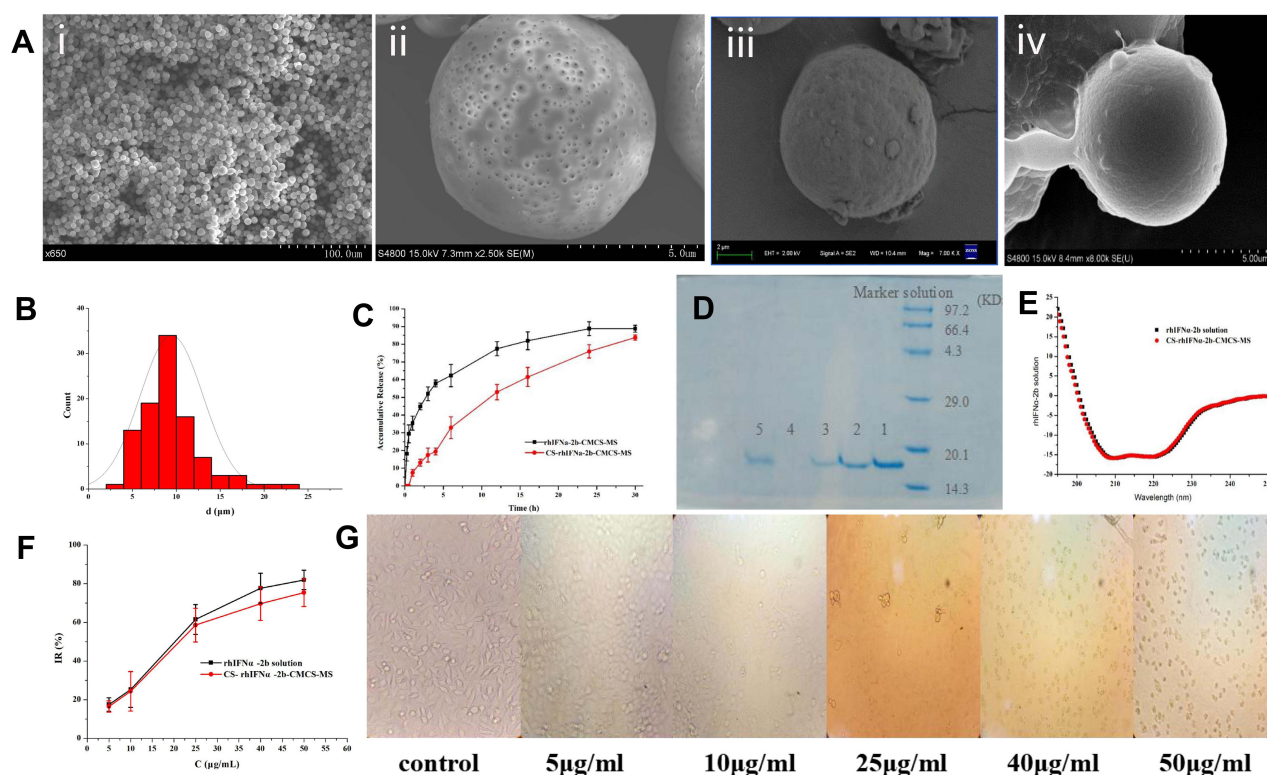 A
i
ii
iii
iv
x650
100.0um
S4800 15.0kV 7.3mm x2.50k SE(M)
5.0um
2 µm
EHT = 2.00 kV
Signal A = SE2
WD = 10.4 mm
Mag = 7.00 K X
S4800 15.0kV 8.4mm x8.00k SE(U)
5.00um
B
40
30
20
10
0
Count
5
10
15
20
25
d (µm)
C
100
90
80
70
60
50
40
30
20
10
0
Accumulative Release (%)
rhIFNα-2b-CMCS-MS
CS-rhIFNα-2b-CMCS-MS
0
5
10
15
20
25
30
Time (h)
D
Marker solution
(KD
97.2
66.4
4.3
29.0
20.1
14.3
5
4
3
2
1
E
25
20
15
10
5
0
-5
-10
-15
-20
rhIFNα-2b solution
rhIFNα-2b solution
CS-rhIFNα-2b-CMCS-MS
200
210
220
230
240
Wavelength (nm)
F
100
80
60
40
20
0
IR (%)
rhIFNα -2b solution
CS- rhIFNα -2b-CMCS-MS
0
5
10
15
20
25
30
35
40
45
50
55
60
C (µg/mL)
G
control
5µg/ml
10µg/ml
25µg/ml
40µg/ml
50µg/ml